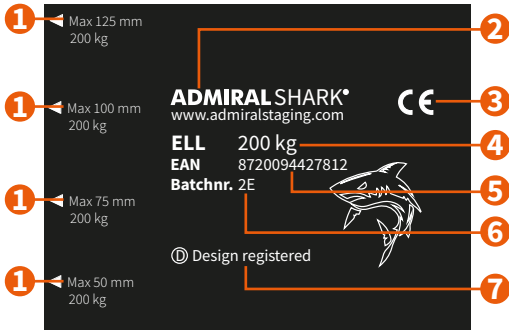 1
Max 125 mm
200 kg
1
Max 100 mm
200 kg
1
Max 75 mm
200 kg
1
Max 50 mm
200 kg
ADMIRAL SHARK
www.admiralstaging.com
ELL 200 kg
EAN 8720094427812
Batchnr. 2E
Ⓓ Design registered
CE
2
3
4
5
6
7